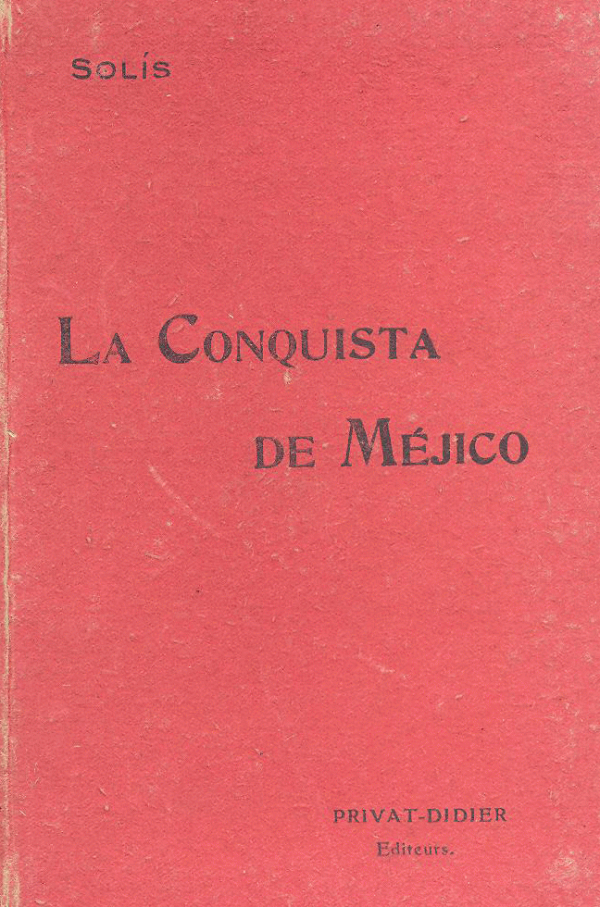 Solís
La Conquista
de Méjico
PRIVAT-DIDIER
Editeurs.